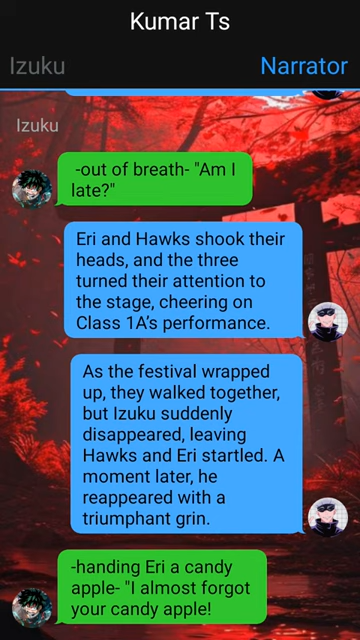 Kumar Ts
Izuku
Narrator
Izuku
-out of breath- "Am I
late?"
Eri and Hawks shook their
heads, and the three
turned their attention to
the stage, cheering on
Class 1A's performance.
As the festival wrapped
up, they walked together,
but Izuku suddenly
disappeared, leaving
Hawks and Eri startled. A
moment later, he
reappeared with a
triumphant grin.
-handing Eri a candy
apple- "I almost forgot
your candy apple!